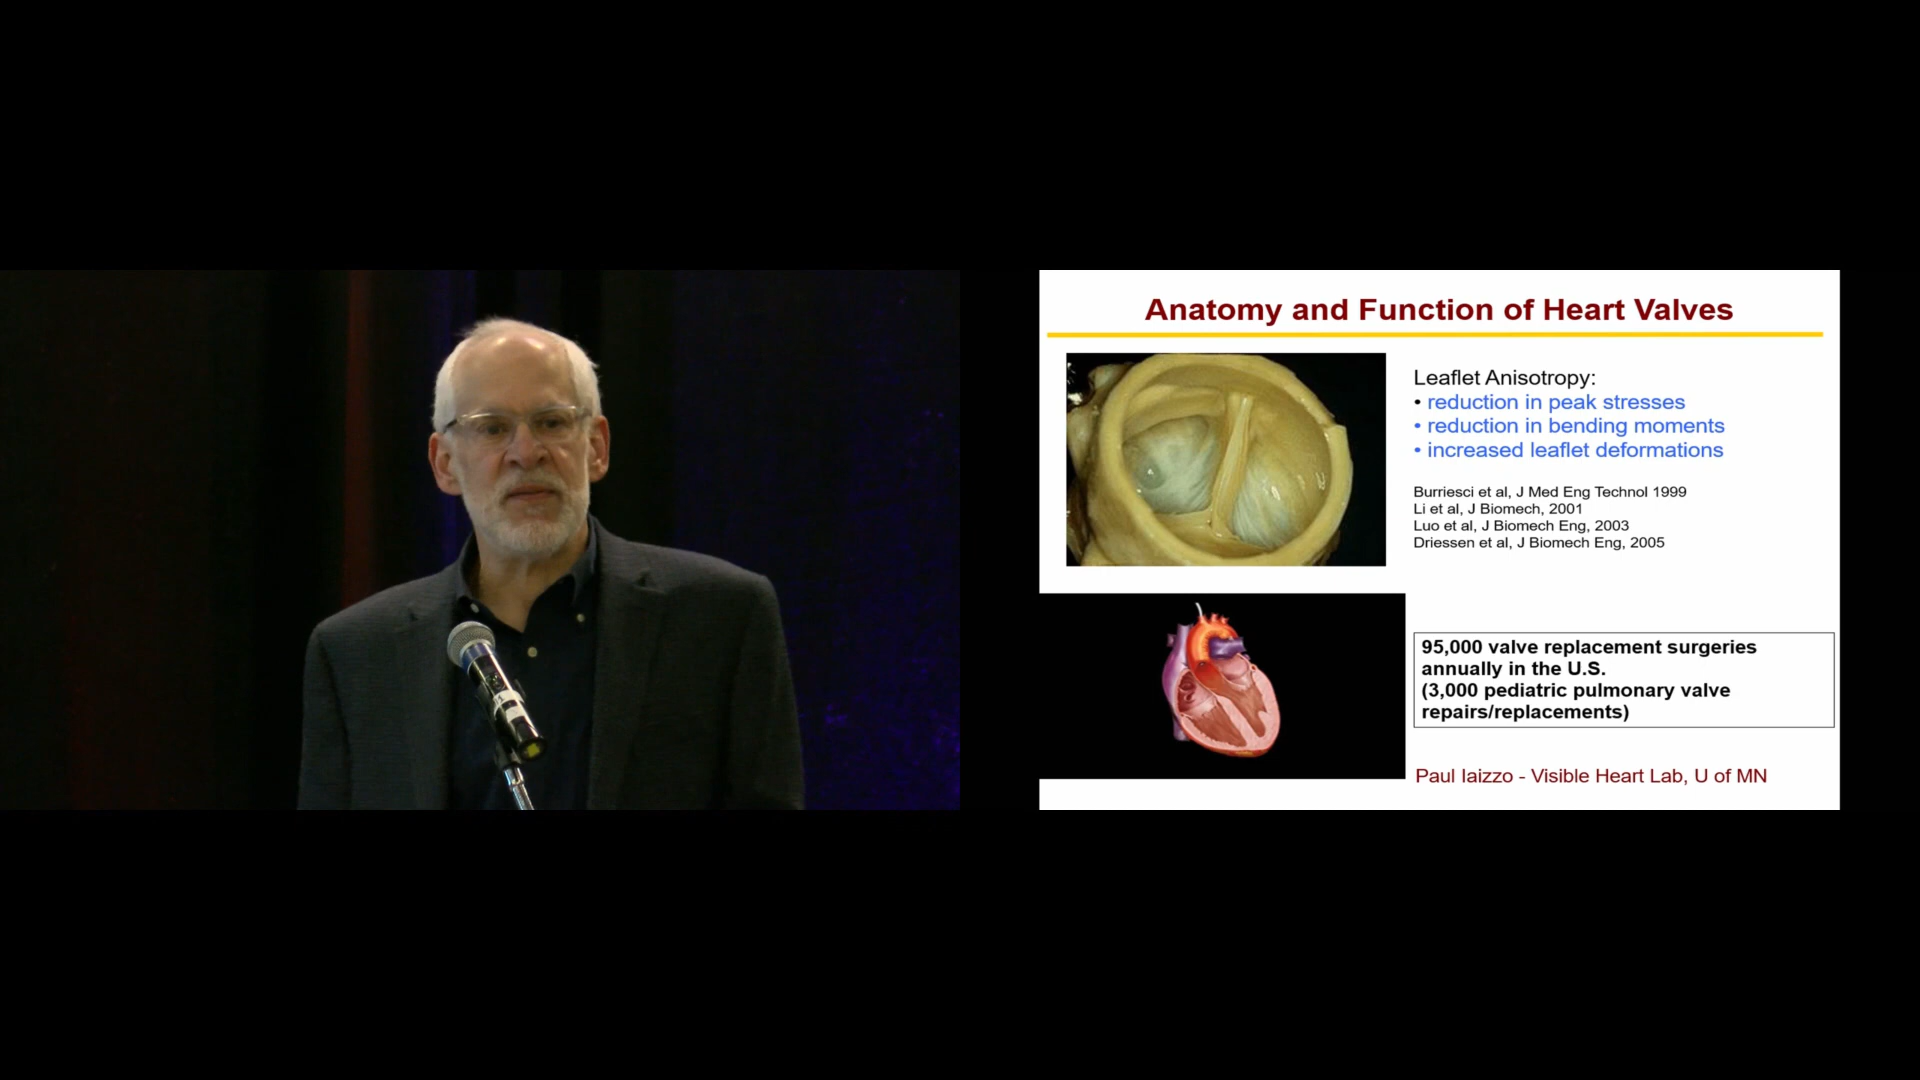 Anatomy and Function of Heart Valves
Leaflet Anisotropy:
• reduction in peak stresses
• reduction in bending moments
• increased leaflet deformations
Burriesci et al, J Med Eng Technol 1999
Li et al, J Biomech, 2001
Luo et al, J Biomech Eng, 2003
Driessen et al, J Biomech Eng, 2005
95,000 valve replacement surgeries
annually in the U.S.
(3,000 pediatric pulmonary valve
repairs/replacements)
Paul Iaizzo - Visible Heart Lab, U of MN